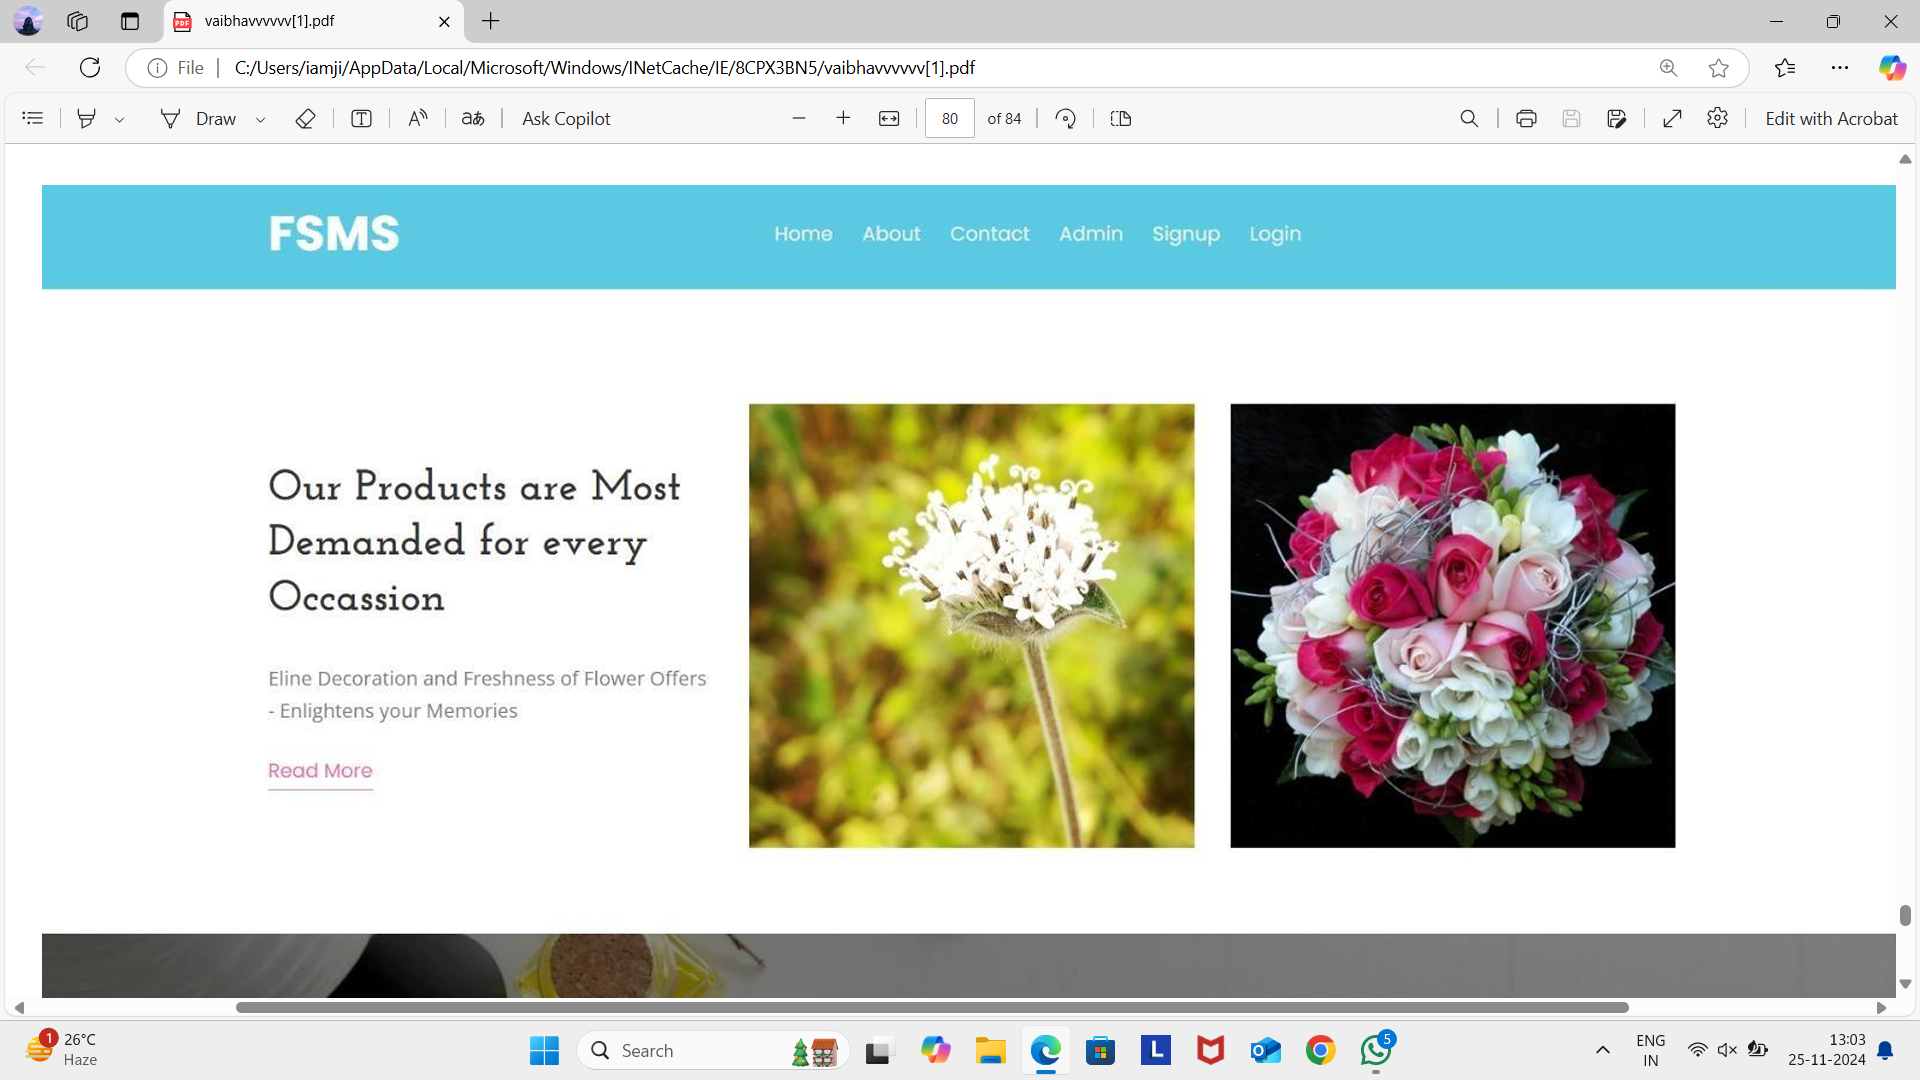 vaibhavvvvvv[1].pdf
File
C:/Users/iamji/AppData/Local/Microsoft/Windows/INetCache/IE/8CPX3BN5/vaibhavvvvvv[1].pdf
Draw
Ask Copilot
80 of 84
Edit with Acrobat
FSMS
Home About Contact Admin Signup Login
Our Products are Most
Demanded for every
Occassion
Eline Decoration and Freshness of Flower Offers
- Enlightens your Memories
Read More
1
26°C
Haze
Search
5
ENG
IN
13:03
25-11-2024